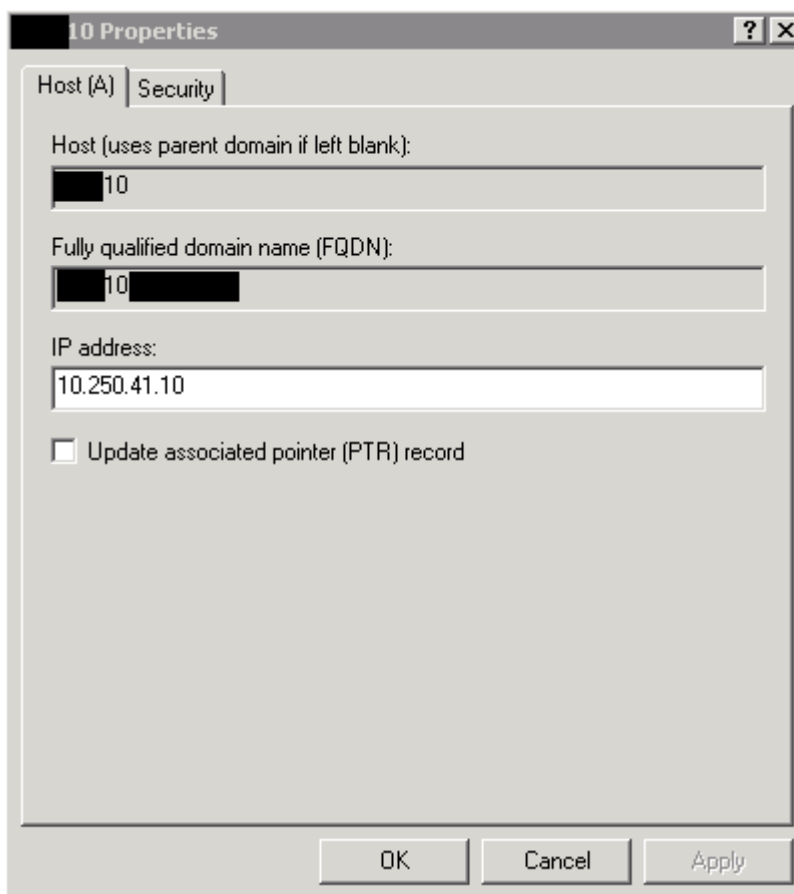 10 Properties
Host (A) Security
Host (uses parent domain if left blank):
10
Fully qualified domain name (FQDN):
10
IP address:
10.250.41.10
Update associated pointer (PTR) record
OK Cancel Apply